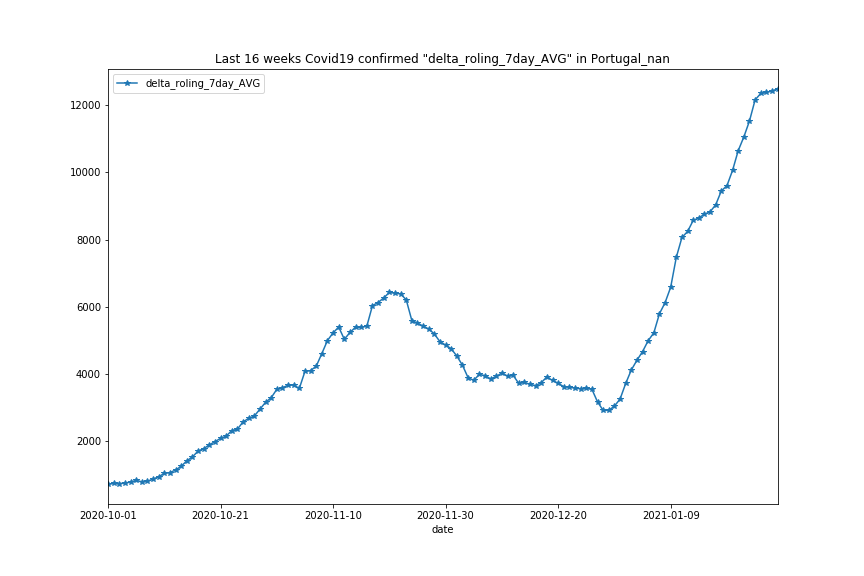 Last 16 weeks Covid19 confirmed "delta_roling_7day_AVG" in Portugal_nan
delta_roling_7day_AVG
12000
10000
8000
6000
4000
2000
2020-10-01 2020-10-21 2020-11-10 2020-11-30 2020-12-20 2021-01-09
date